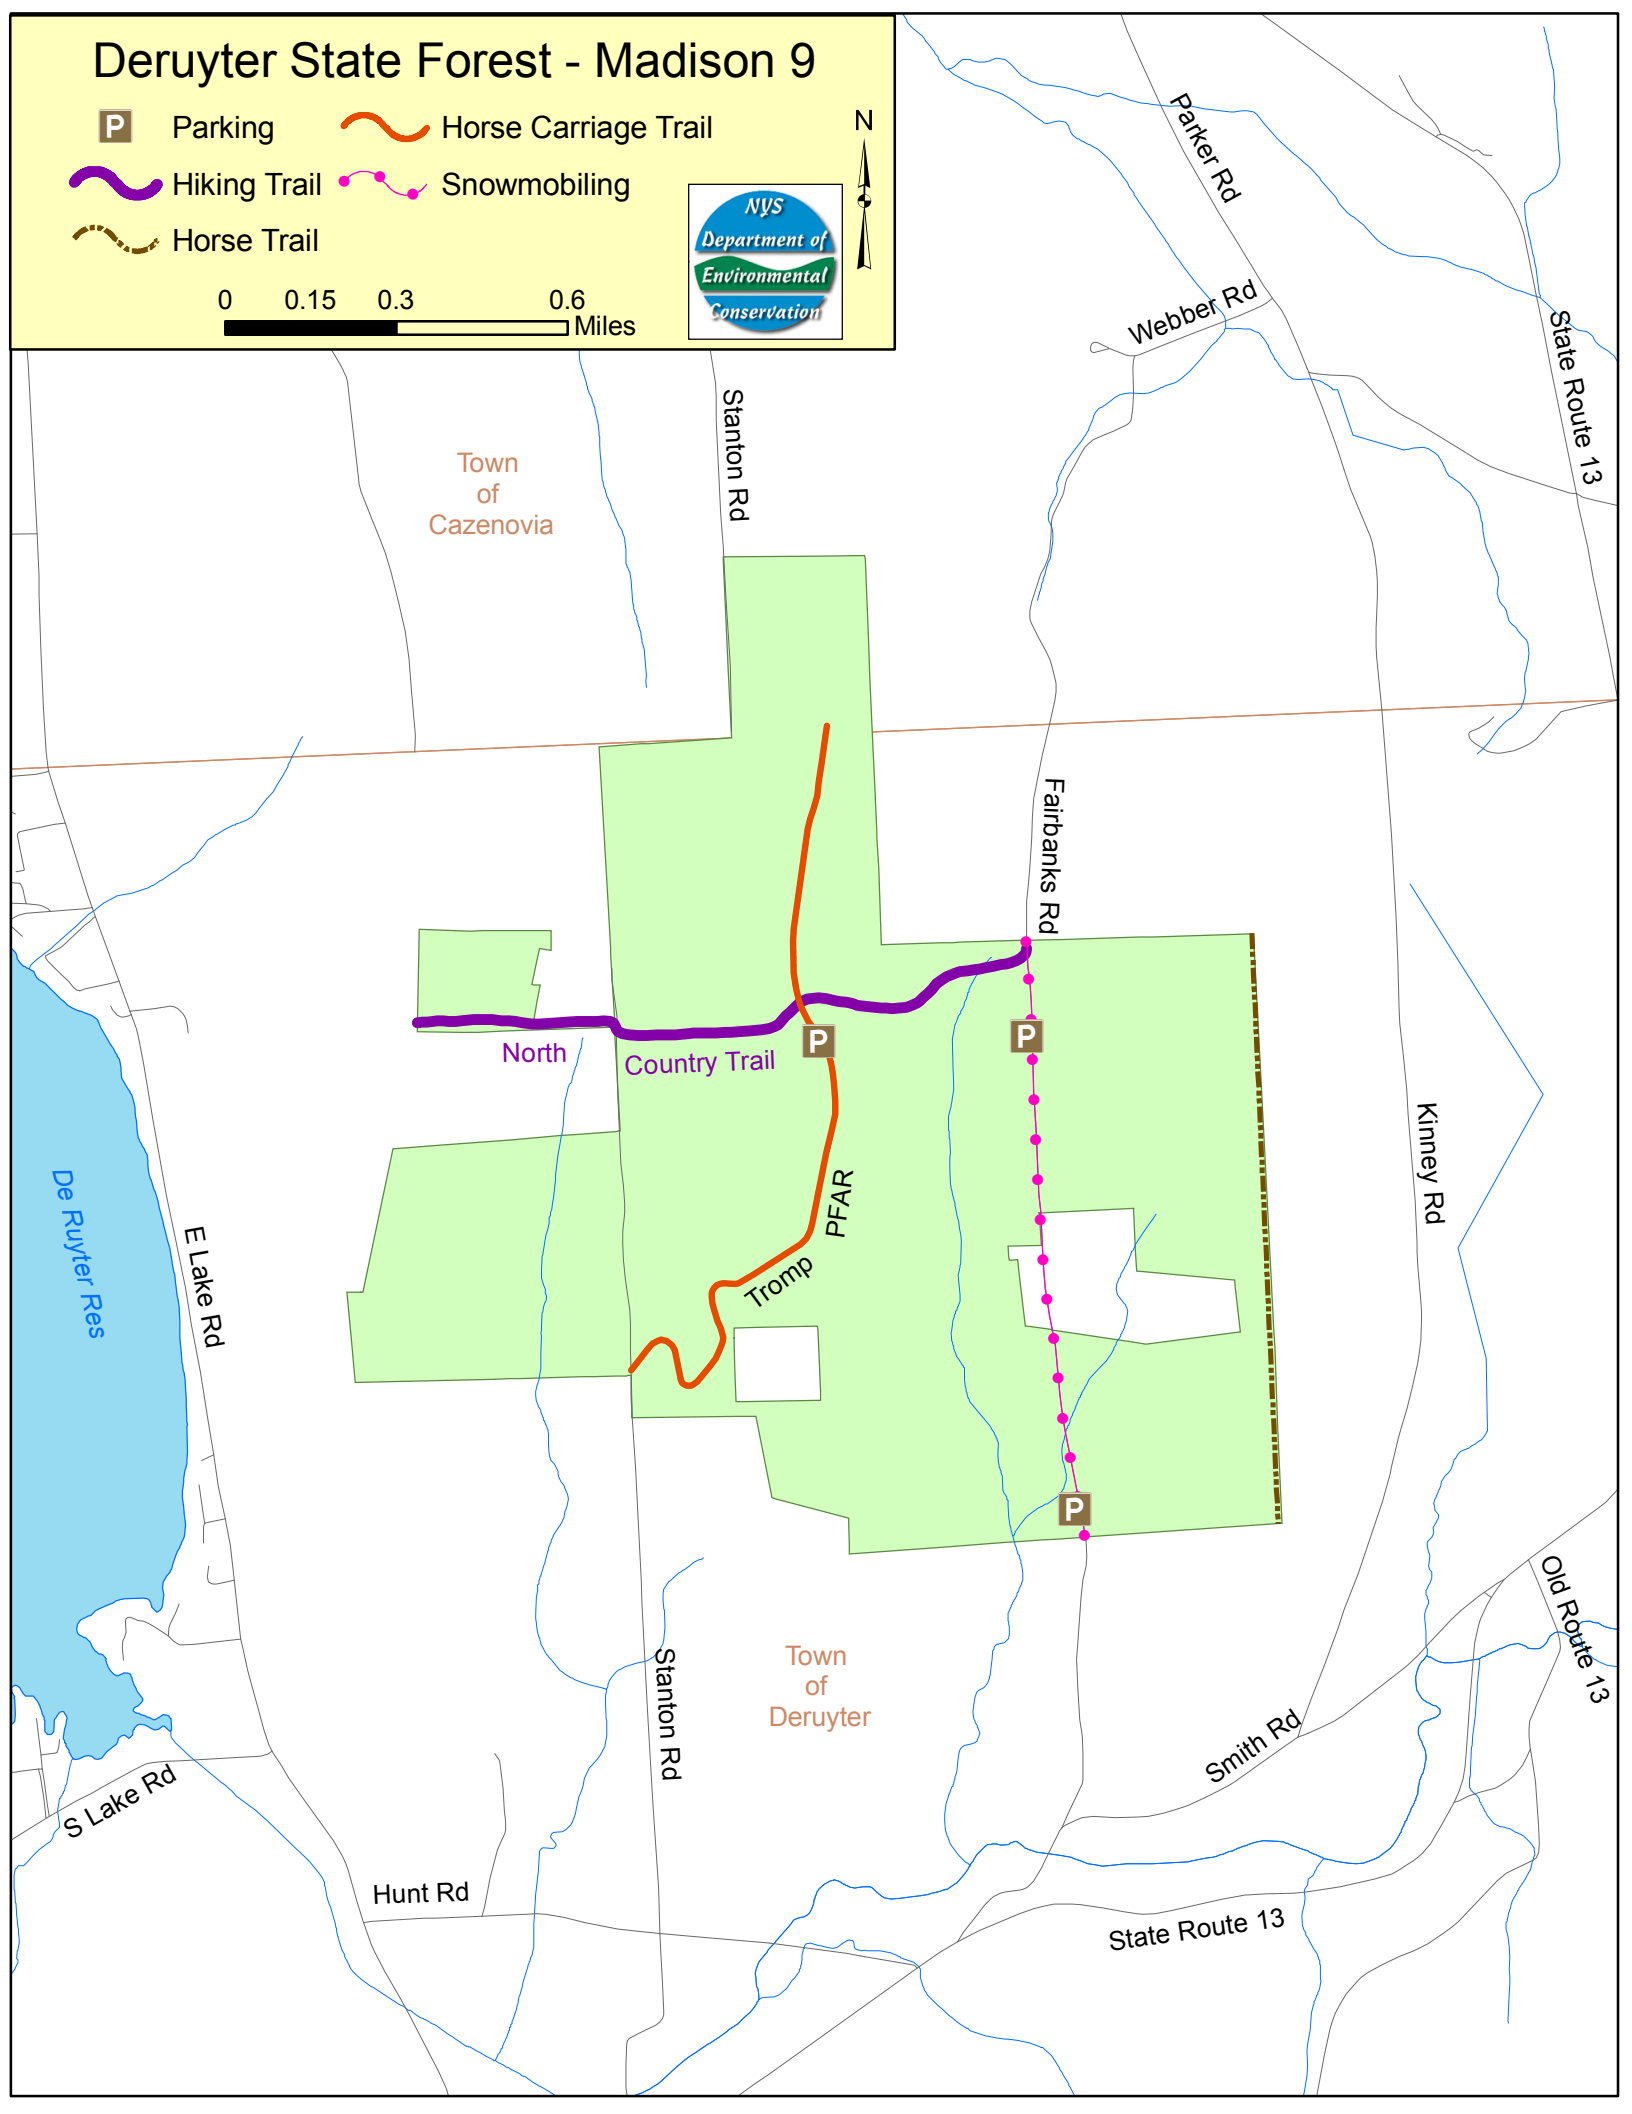 Deruyter State Forest - Madison 9
P Parking
Horse Carriage Trail
Hiking Trail
Snowmobiling
Horse Trail
N
0 0.15 0.3 0.6
Miles
NYS
Department of
Environmental
Conservation
Parker Rd
Webber Rd
State Route 13
Stanton Rd
Town
of
Cazenovia
Fairbanks Rd
North
Country Trail
P
P
Kinney Rd
De Ruyter Res
E Lake Rd
PFAR
Tromp
P
Old Route 13
Town
of
Deruyter
Stanton Rd
Smith Rd
S Lake Rd
Hunt Rd
State Route 13